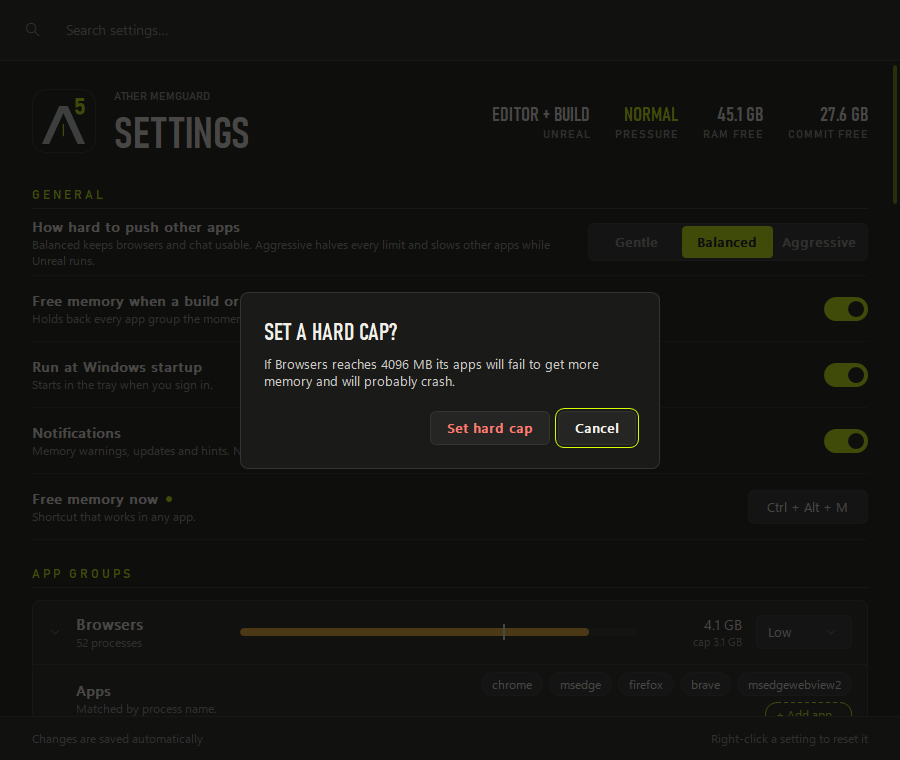 Search settings...
5
ATHER MEMGUARD
SETTINGS
EDITOR + BUILD
UNREAL
NORMAL
PRESSURE
45.1 GB
RAM FREE
27.6 GB
COMMIT FREE
GENERAL
How hard to push other apps
Balanced keeps browsers and chat usable. Aggressive halves every limit and slows other apps while
Unreal runs.
Gentle
Balanced
Aggressive
Free memory when a build or
Holds back every app group the momen
SET A HARD CAP?
If Browsers reaches 4096 MB its apps will fail to get more
memory and will probably crash.
Set hard cap
Cancel
Run at Windows startup
Starts in the tray when you sign in.
Notifications
Memory warnings, updates and hints. N
Free memory now
Shortcut that works in any app.
Ctrl + Alt + M
APP GROUPS
Browsers
52 processes
4.1 GB
cap 3.1 GB
Low
Apps
Matched by process name.
chrome
msedge
firefox
brave
msedgewebview2
+ Add app
Changes are saved automatically
Right-click a setting to reset it